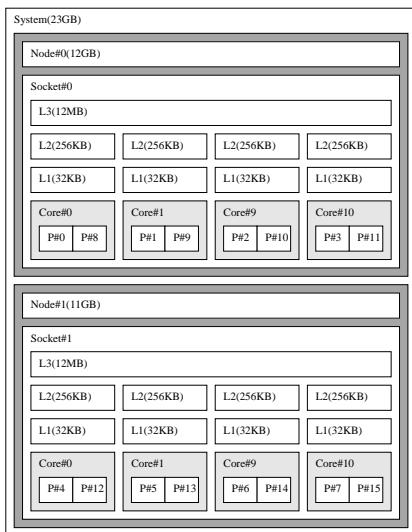 System(23GB)
Node#0(12GB)
Socket#0
L3(12MB)
L2(256KB) L2(256KB) L2(256KB) L2(256KB)
L1(32KB) L1(32KB) L1(32KB) L1(32KB)
Core#0 Core#1 Core#9 Core#10
P#0 P#8 P#1 P#9 P#2 P#10 P#3 P#11
Node#1(11GB)
Socket#1
L3(12MB)
L2(256KB) L2(256KB) L2(256KB) L2(256KB)
L1(32KB) L1(32KB) L1(32KB) L1(32KB)
Core#0 Core#1 Core#9 Core#10
P#4 P#12 P#5 P#13 P#6 P#14 P#7 P#15